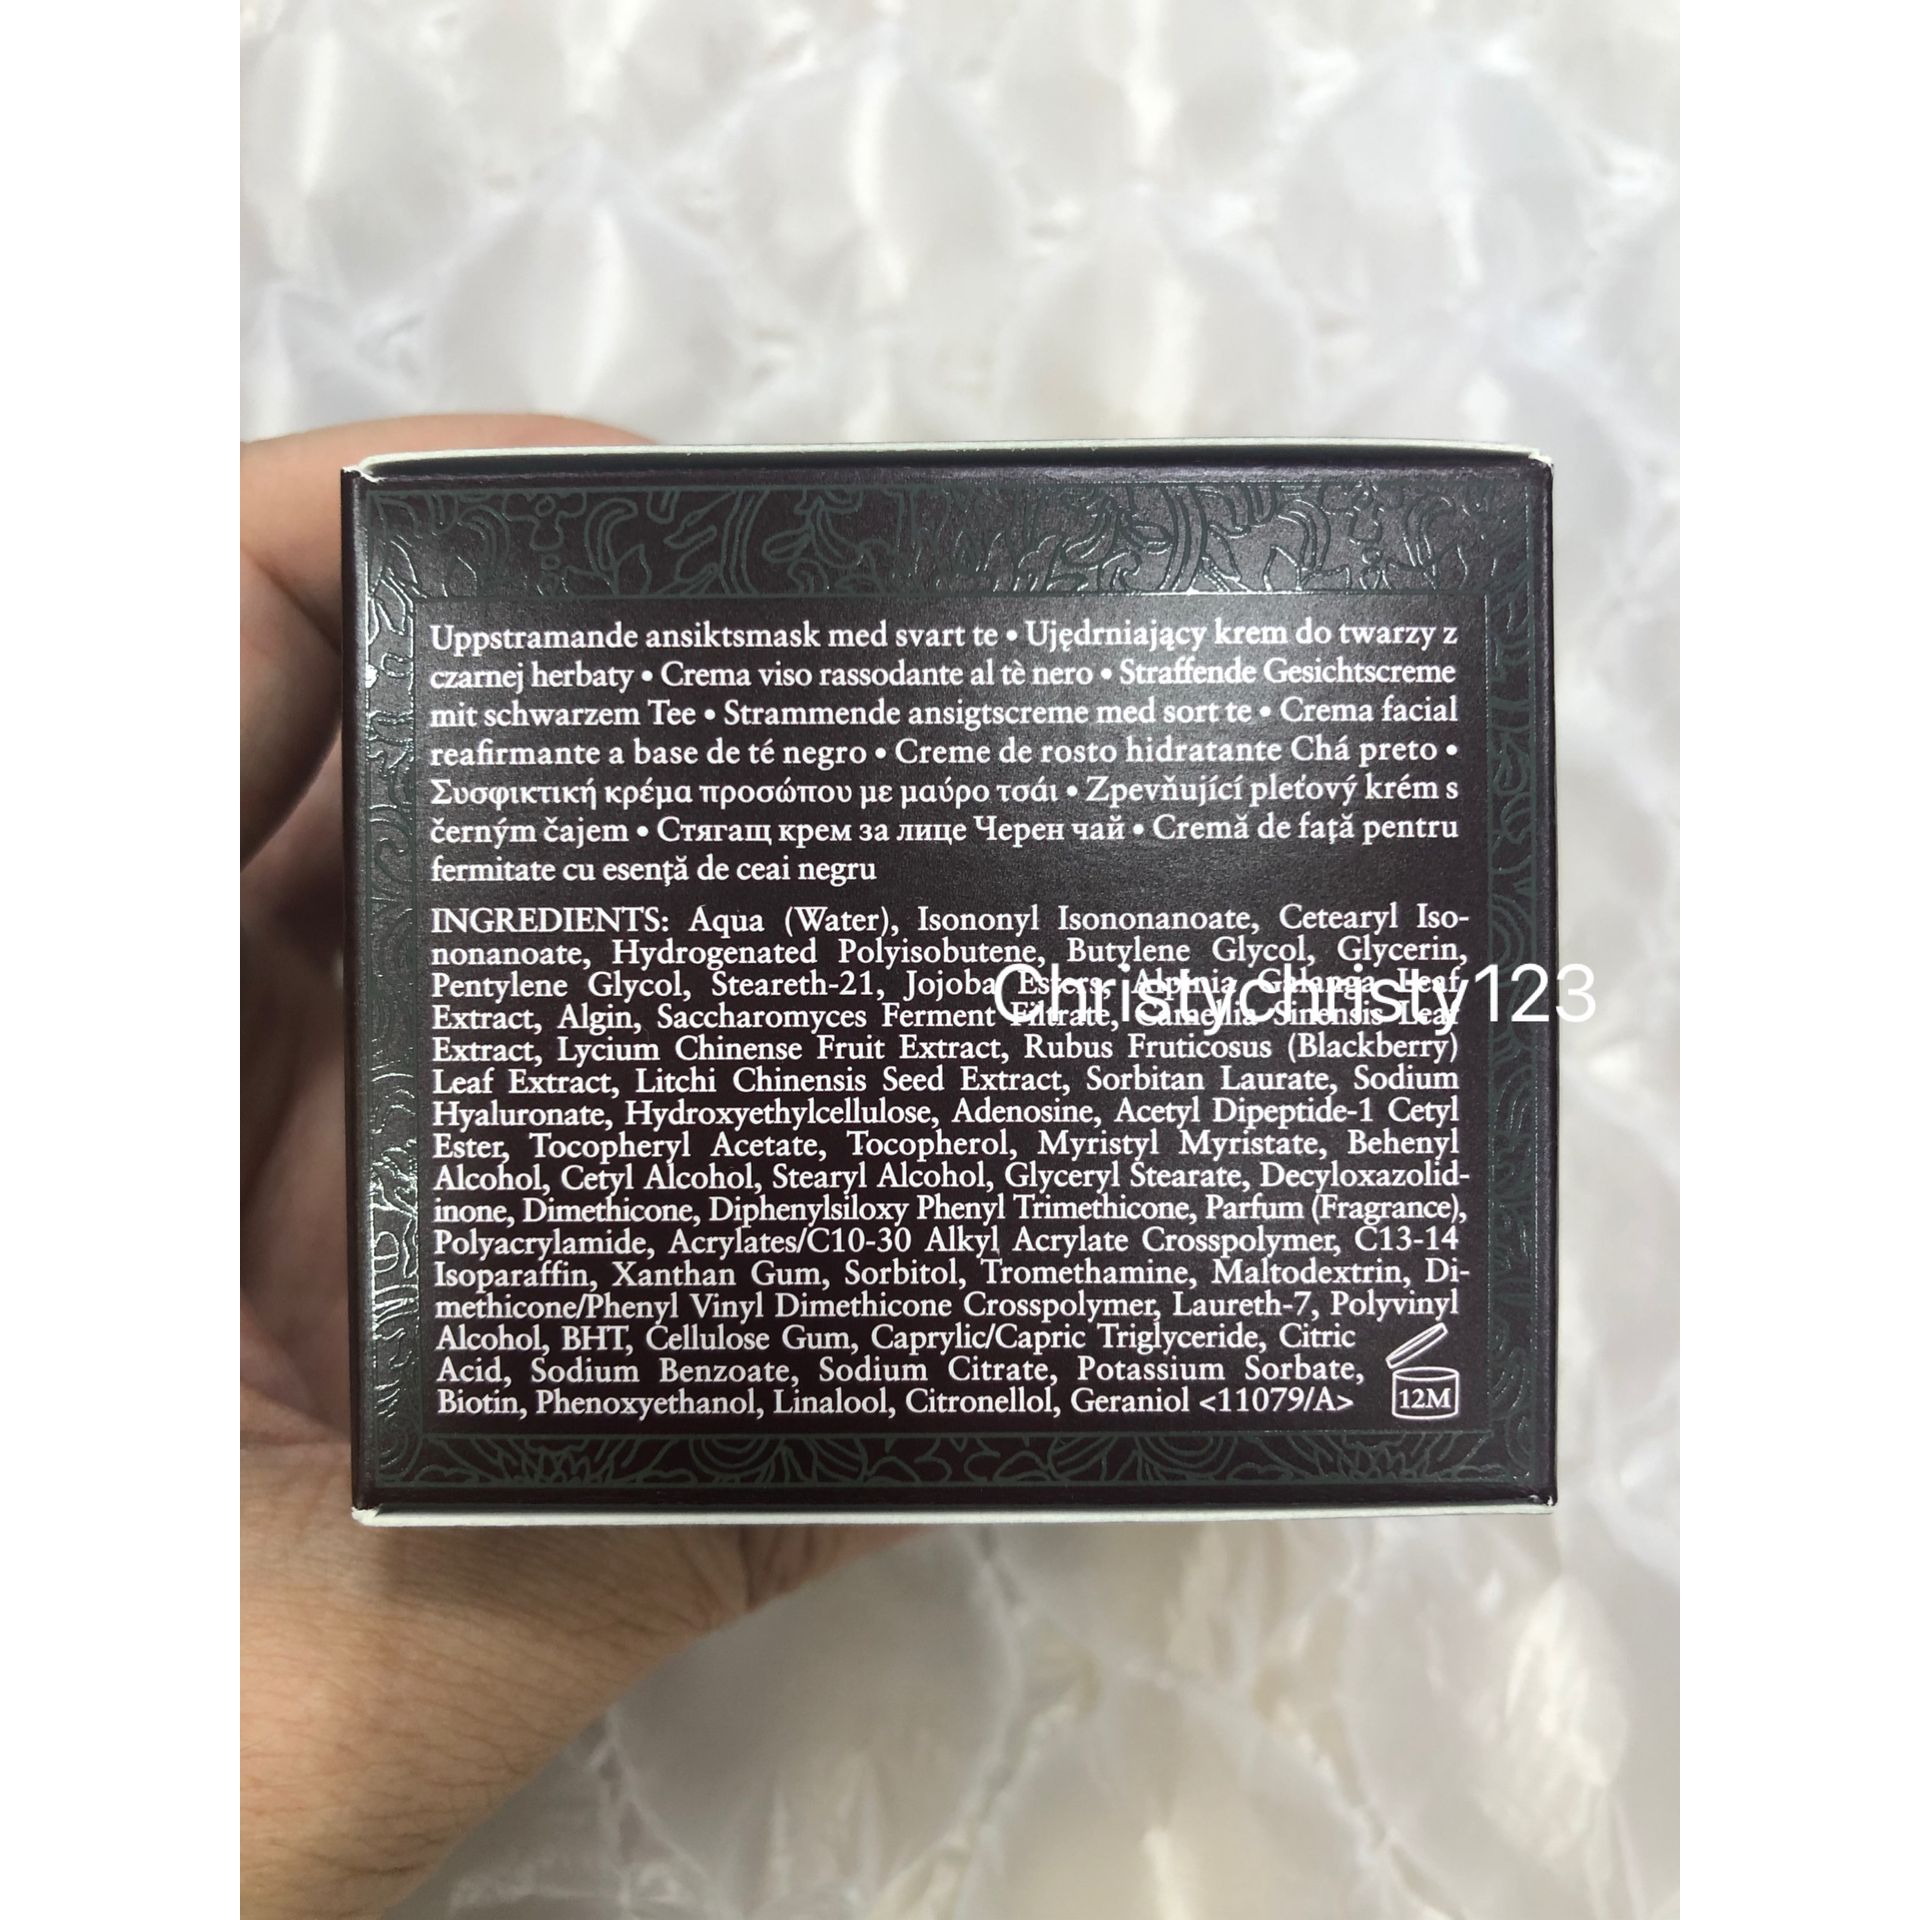 Uppstramande ansiktsmask med svart te • Ujędrniający krem do twarzy z
czarnej herbaty • Crema viso rassodante al tè nero • Straffende Gesichtscreme
mit schwarzem Tee • Strammende ansigtscreme med sort te • Crema facial
reafirmante a base de té negro • Creme de rosto hidratante Chá preto •
Συσφικτική κρέμα προσώπου με μαύρο τσάι • Zpevňující pleťový krém s
černým čajem • Стягащ крем за лице Черен чай • Cremă de față pentru
fermitate cu esență de ceai negru
INGREDIENTS: Aqua (Water), Isononyl Isononanoate, Cetearyl Iso-
nonanoate, Hydrogenated Polyisobutene, Butylene Glycol, Glycerin,
Pentylene Glycol, Steareth-21, Jojoba Esters, Alpinia Galanga Leaf
Christychristy123
Extract, Algin, Saccharomyces Ferment Filtrate, Camellia Sinensis Leaf
Extract, Lycium Chinense Fruit Extract, Rubus Fruticosus (Blackberry)
Leaf Extract, Litchi Chinensis Seed Extract, Sorbitan Laurate, Sodium
Hyaluronate, Hydroxyethylcellulose, Adenosine, Acetyl Dipeptide-1 Cetyl
Ester, Tocopheryl Acetate, Tocopherol, Myristyl Myristate, Behenyl
Alcohol, Cetyl Alcohol, Stearyl Alcohol, Glyceryl Stearate, Decyloxazolid-
inone, Dimethicone, Diphenylsiloxy Phenyl Trimethicone, Parfum (Fragrance),
Polyacrylamide, Acrylates/C10-30 Alkyl Acrylate Crosspolymer, C13-14
Isoparaffin, Xanthan Gum, Sorbitol, Tromethamine, Maltodextrin, Di-
methicone/Phenyl Vinyl Dimethicone Crosspolymer, Laureth-7, Polyvinyl
Alcohol, BHT, Cellulose Gum, Caprylic/Capric Triglyceride, Citric
Acid, Sodium Benzoate, Sodium Citrate, Potassium Sorbate,
Biotin, Phenoxyethanol, Linalool, Citronellol, Geraniol <11079/A>
12M